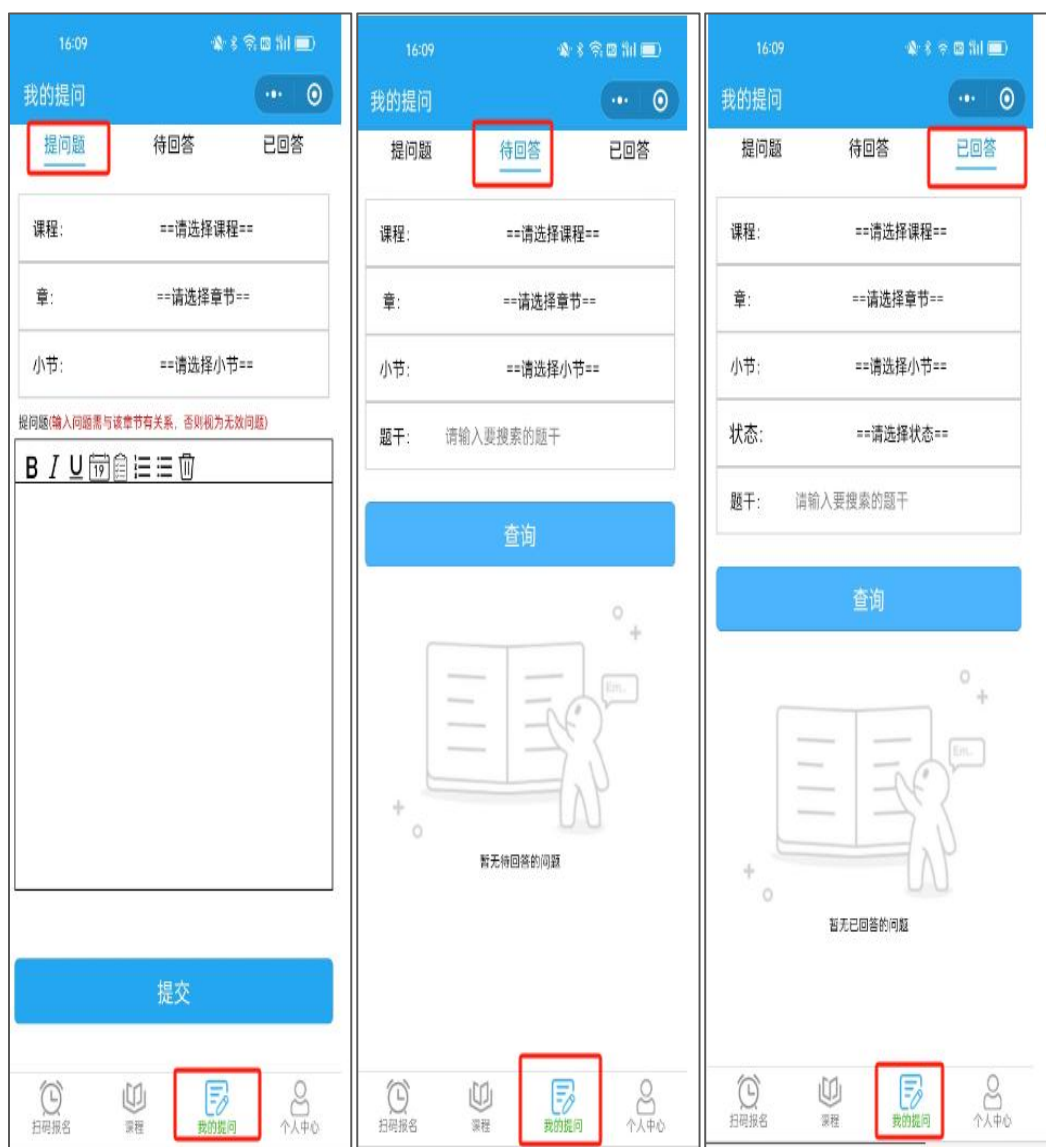 16:09
我的提问
提问题 待回答 已回答
课程: ==请选择课程==
章: ==请选择章节==
小节: ==请选择小节==
提问题(输入问题需与该章节有关系，否则视为无效问题)
B I U 19
提交
扫码报名 课程 我的提问 个人中心
16:09
我的提问
提问题 待回答 已回答
课程: ==请选择课程==
章: ==请选择章节==
小节: ==请选择小节==
题干: 请输入要搜索的题干
查询
Em..
暂无待回答的问题
扫码报名 课程 我的提问 个人中心
16:09
我的提问
提问题 待回答 已回答
课程: ==请选择课程==
章: ==请选择章节==
小节: ==请选择小节==
状态: ==请选择状态==
题干: 请输入要搜索的题干
查询
Em..
暂无已回答的问题
扫码报名 课程 我的提问 个人中心